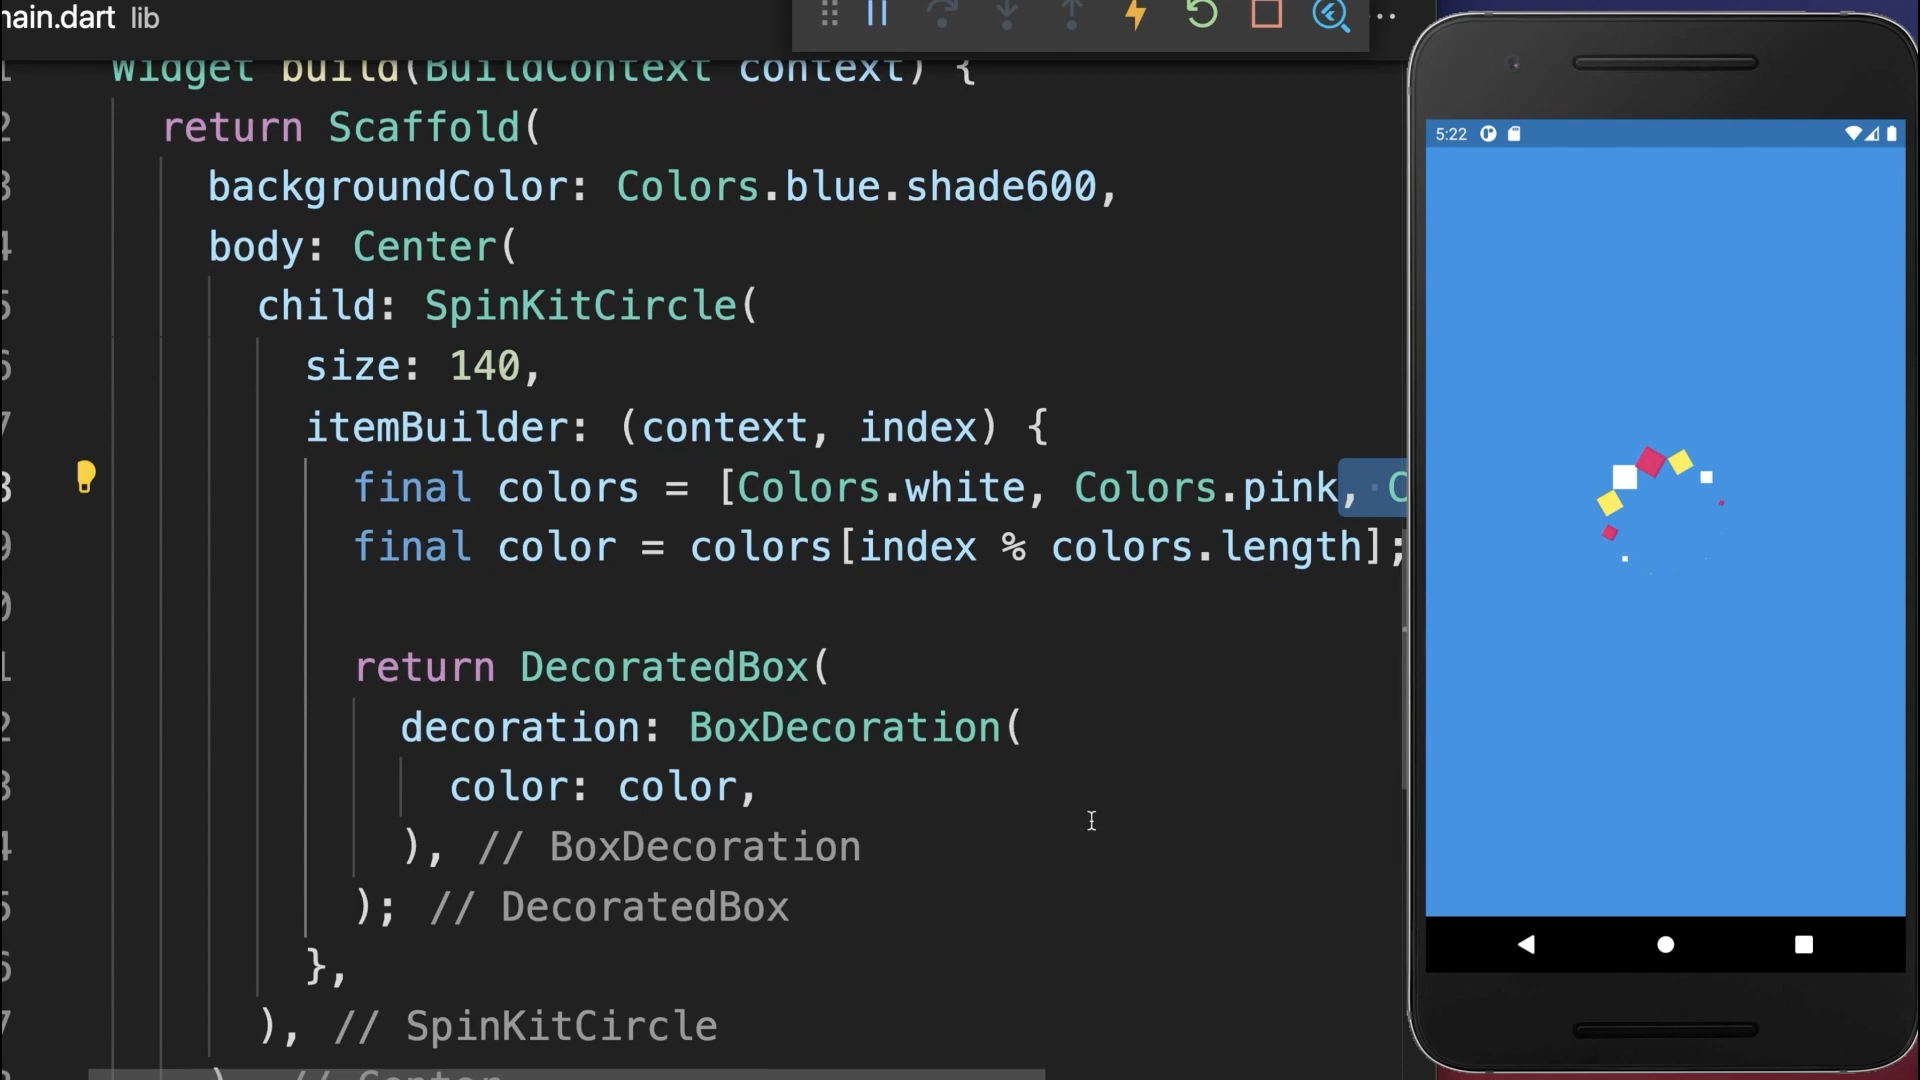 main.dart lib
Widget build(BuildContext context) {
return Scaffold(
backgroundColor: Colors.blue.shade600,
body: Center(
child: SpinKitCircle(
size: 140,
itemBuilder: (context, index) {
final colors = [Colors.white, Colors.pink, C
final color = colors[index % colors.length];
return DecoratedBox(
decoration: BoxDecoration(
color: color,
), // BoxDecoration
); // DecoratedBox
},
), // SpinKitCircle
), // Center
5:22